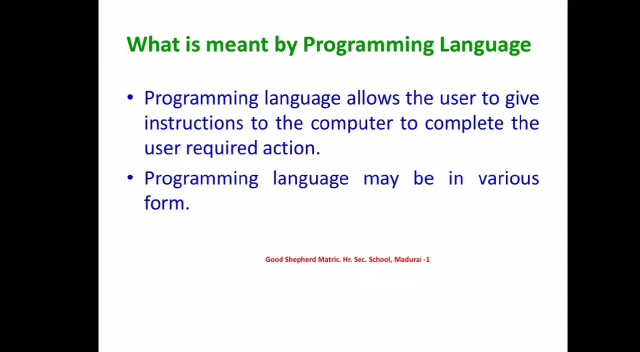 What is meant by Programming Language
• Programming language allows the user to give
instructions to the computer to complete the
user required action.
• Programming language may be in various
form.
Good Shepherd Matric. Hr. Sec. School, Madurai -1